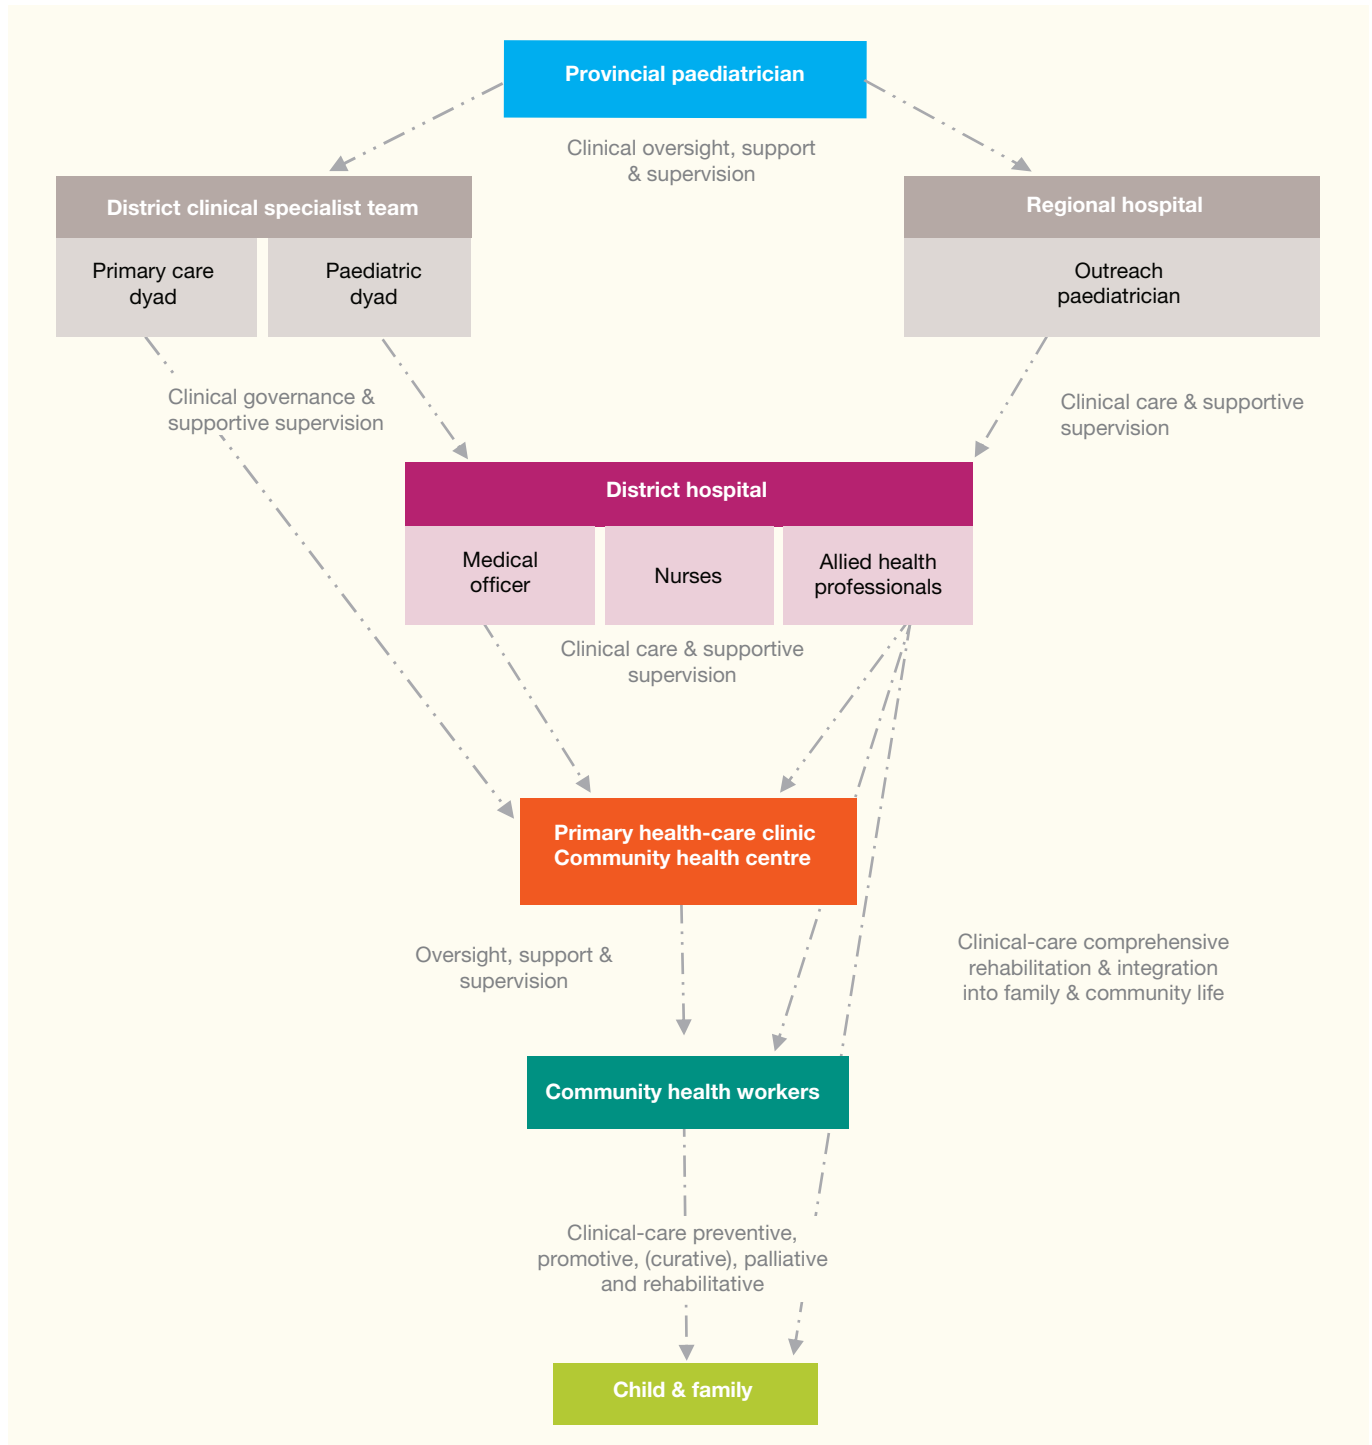 Provincial paediatrician
Clinical oversight, support
& supervision
District clinical specialist team
Primary care
dyad
Paediatric
dyad
Regional hospital
Outreach
paediatrician
Clinical governance &
supportive supervision
Clinical care & supportive
supervision
District hospital
Medical
officer
Nurses
Allied health
professionals
Clinical care & supportive
supervision
Primary health-care clinic
Community health centre
Oversight, support &
supervision
Clinical-care comprehensive
rehabilitation & integration
into family & community life
Community health workers
Clinical-care preventive,
promotive, (curative), palliative
and rehabilitative
Child & family